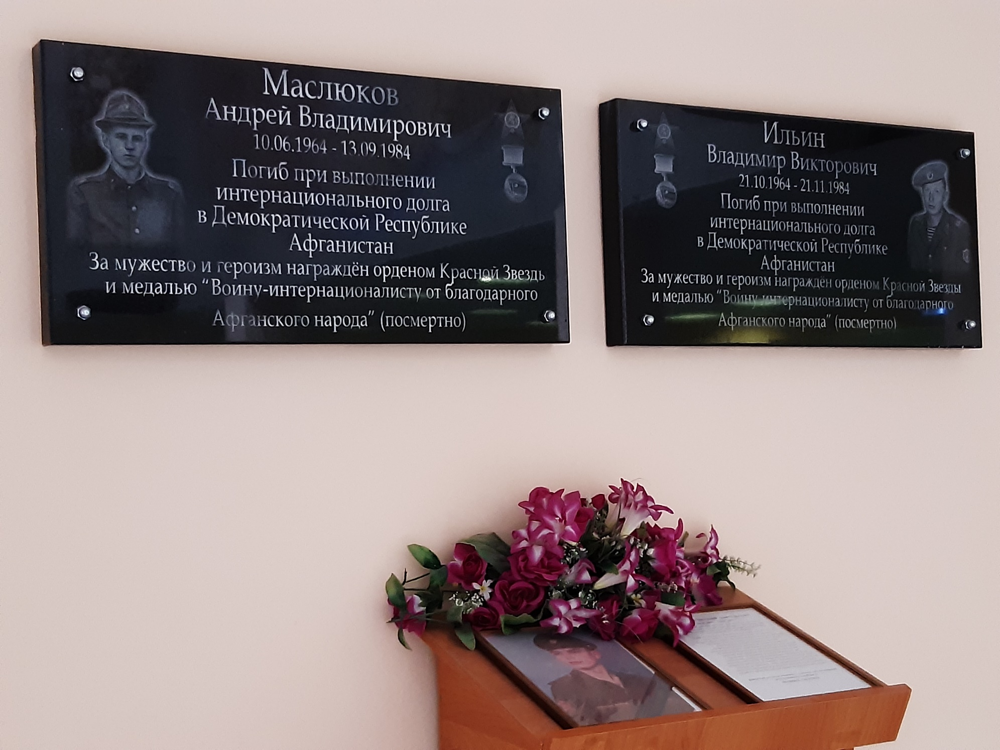 Маслюков
Андрей Владимирович
10.06.1964 - 13.09.1984
Погиб при выполнении
интернационального долга
в Демократической Республике
Афганистан
За мужество и героизм награждён орденом Красной Звезды
и медалью "Воину-интернационалисту от благодарного
Афганского народа" (посмертно)
Ильин
Владимир Викторович
21.10.1964 - 21.11.1984
Погиб при выполнении
интернационального долга
в Демократической Республике
Афганистан
За мужество и героизм награждён орденом Красной Звезды
и медалью "Воину-интернационалисту от благодарного
Афганского народа" (посмертно)